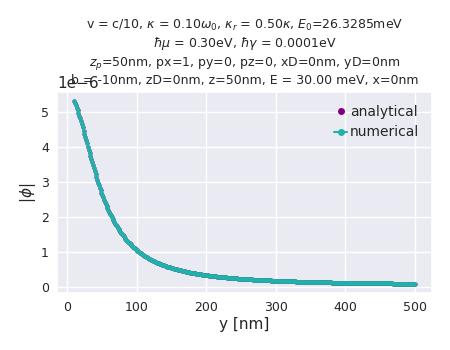 v = c/10, κ = 0.10ω₀, κᵣ = 0.50κ, E₀=26.3285meV
ħμ = 0.30eV, ħγ = 0.0001eV
zₚ=50nm, px=1, py=0, pz=0, xD=0nm, yD=0nm
b = -10nm, zD=0nm, z=50nm, E = 30.00 meV, x=0nm
1e−6
analytical
numerical
5
4
3
2
1
0
|ϕ|
0 100 200 300 400 500
y [nm]